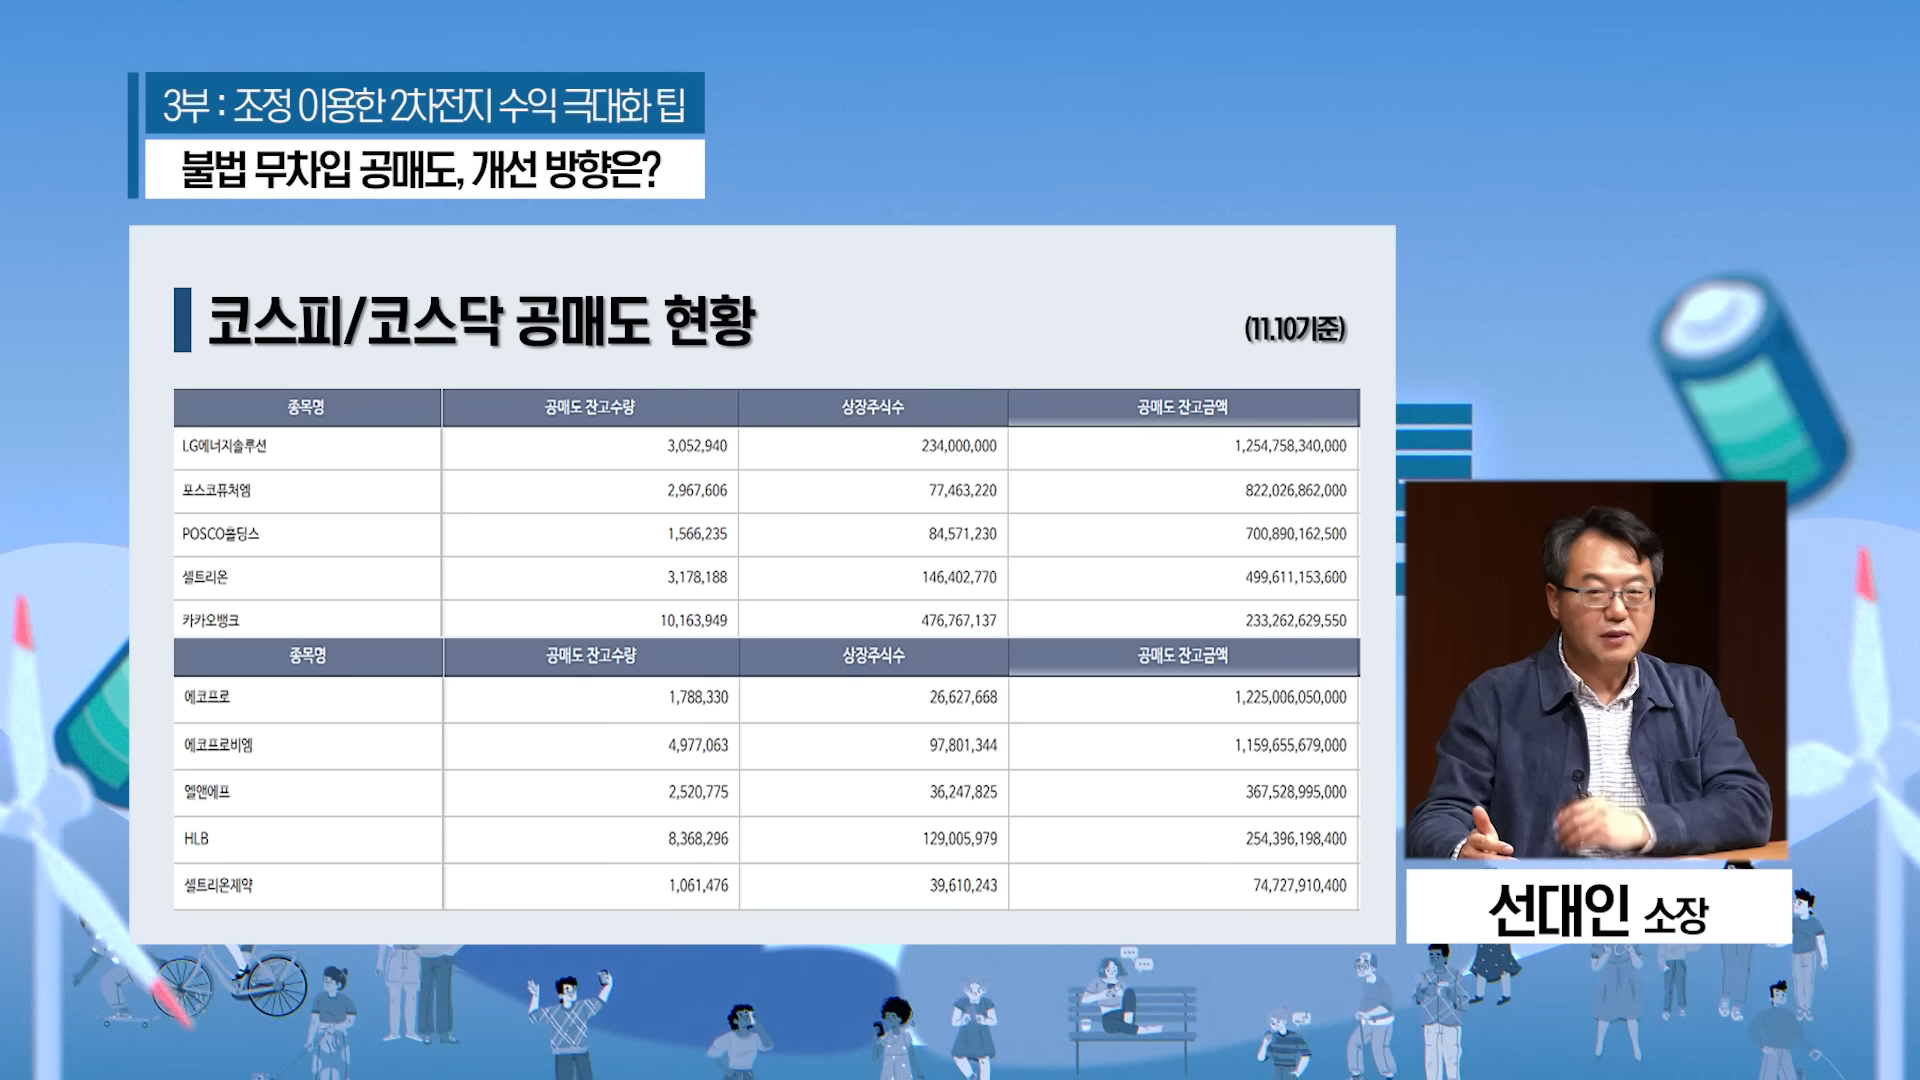 3부 : 조정 이용한 2차전지 수익 극대화 팁
불법 무차입 공매도, 개선 방향은?
코스피/코스닥 공매도 현황
(11.10기준)
종목명 공매도 잔고수량 상장주식수 공매도 잔고금액
LG에너지솔루션 3,052,940 234,000,000 1,254,758,340,000
포스코퓨처엠 2,967,606 77,463,220 822,026,862,000
POSCO홀딩스 1,566,235 84,571,230 700,890,162,500
셀트리온 3,178,188 146,402,770 499,611,153,600
카카오뱅크 10,163,949 476,767,137 233,262,629,550
종목명 공매도 잔고수량 상장주식수 공매도 잔고금액
에코프로 1,788,330 26,627,668 1,225,006,050,000
에코프로비엠 4,977,063 97,801,344 1,159,655,679,000
엘앤에프 2,520,775 36,247,825 367,528,995,000
HLB 8,368,296 129,005,979 254,396,198,400
셀트리온제약 1,061,476 39,610,243 74,727,910,400
선대인 소장